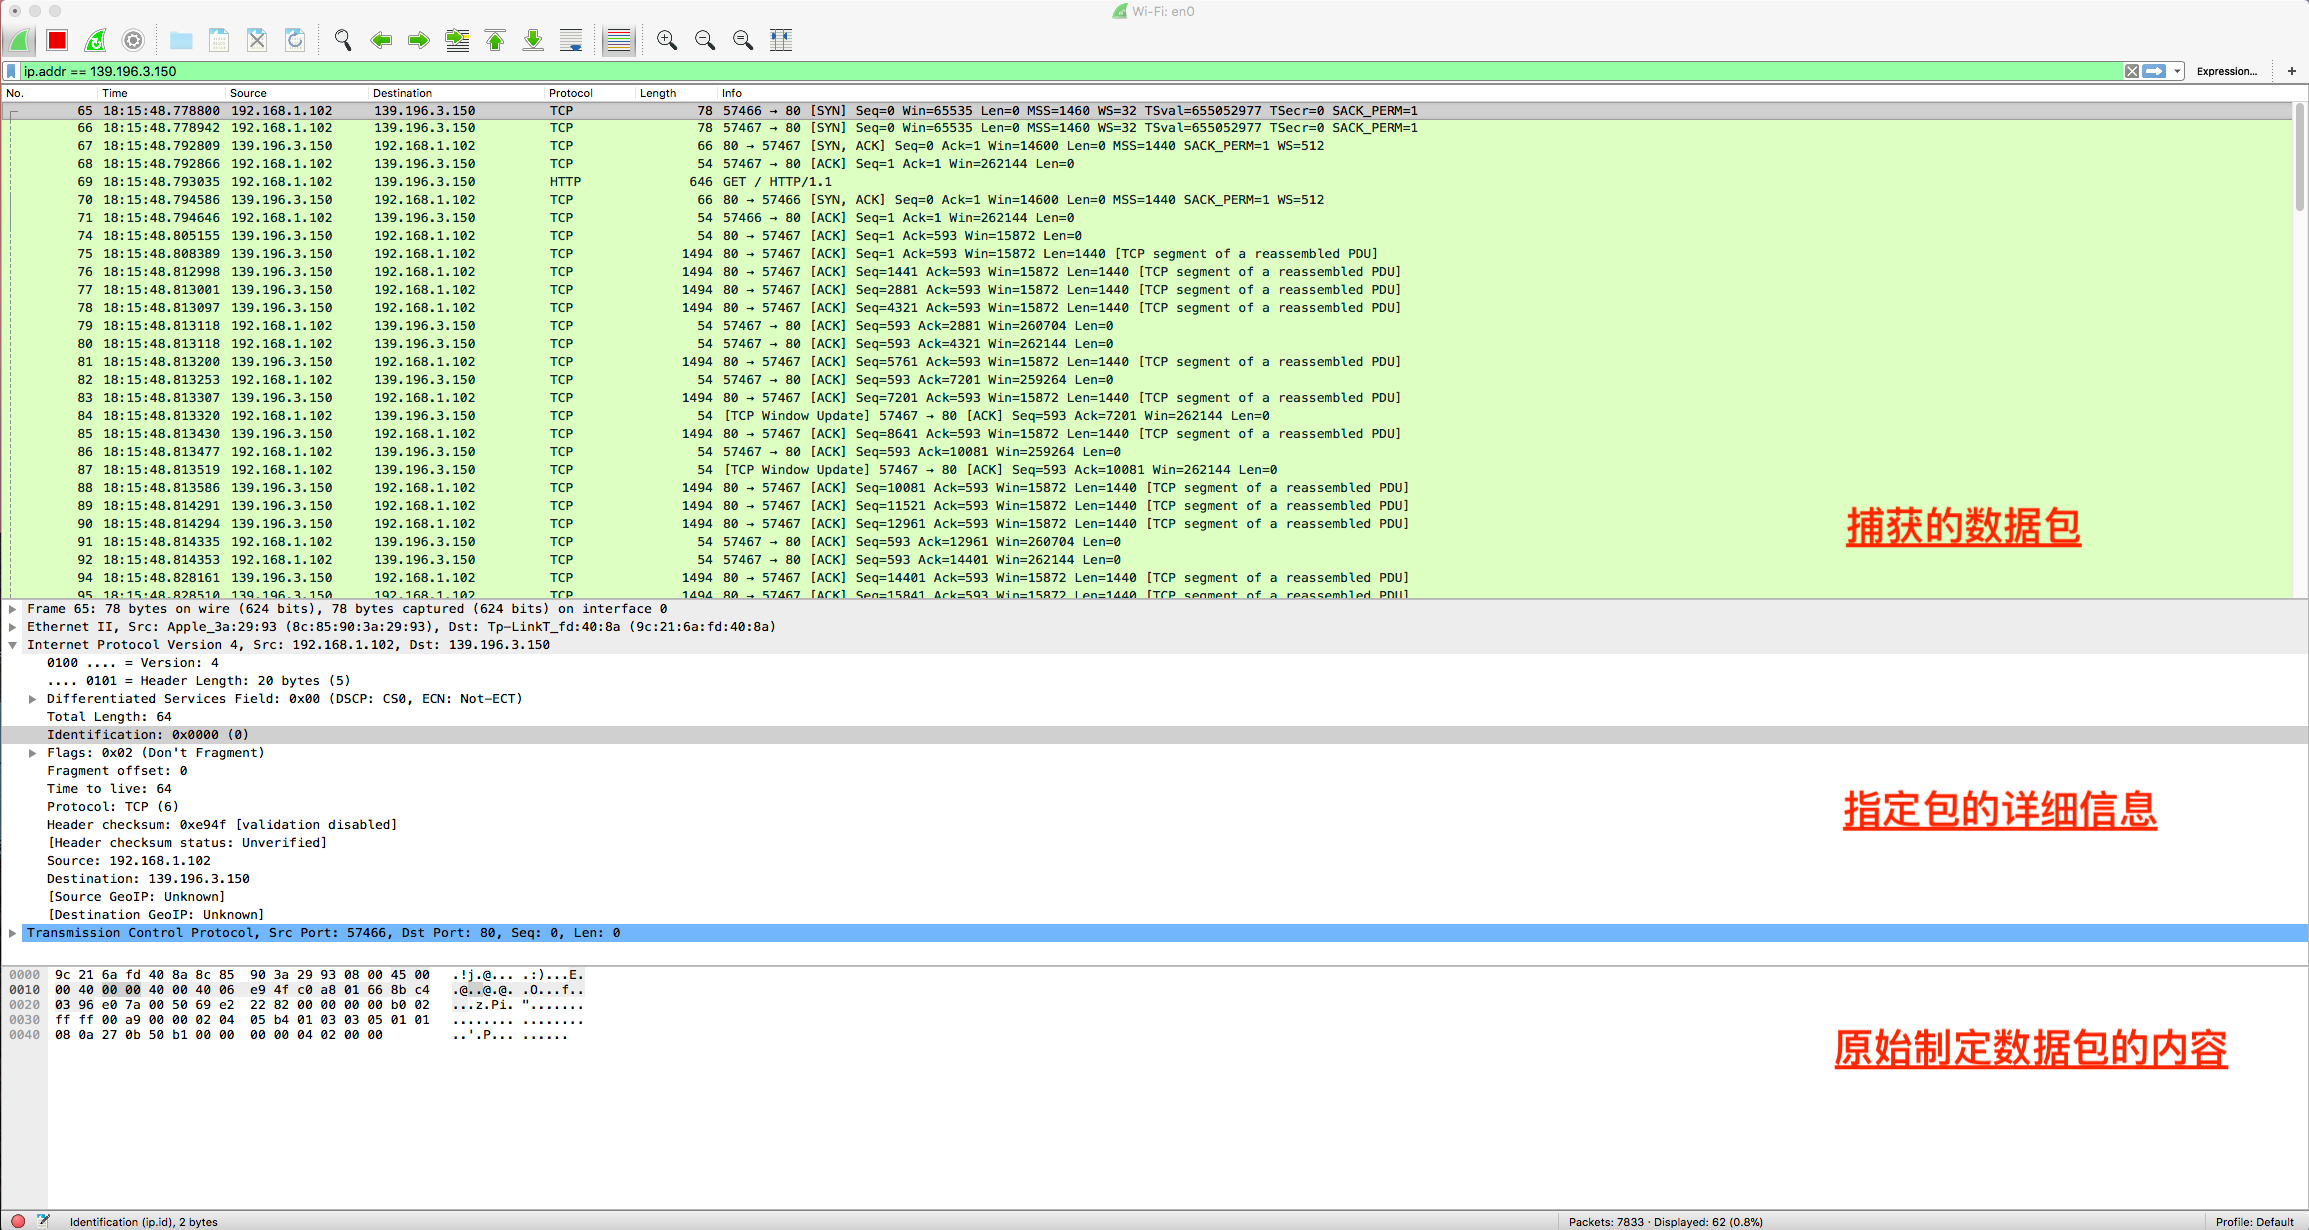 Wi-Fi: en0
ip.addr == 139.196.3.150
Expression... +
No. Time Source Destination Protocol Length Info
65 18:15:48.778800 192.168.1.102 139.196.3.150 TCP 78 57466 → 80 [SYN] Seq=0 Win=65535 Len=0 MSS=1460 WS=32 TSval=655052977 TSecr=0 SACK_PERM=1
66 18:15:48.778942 192.168.1.102 139.196.3.150 TCP 78 57467 → 80 [SYN] Seq=0 Win=65535 Len=0 MSS=1460 WS=32 TSval=655052977 TSecr=0 SACK_PERM=1
67 18:15:48.792809 139.196.3.150 192.168.1.102 TCP 66 80 → 57467 [SYN, ACK] Seq=0 Ack=1 Win=14600 Len=0 MSS=1440 SACK_PERM=1 WS=512
68 18:15:48.792866 192.168.1.102 139.196.3.150 TCP 54 57467 → 80 [ACK] Seq=1 Ack=1 Win=262144 Len=0
69 18:15:48.793035 192.168.1.102 139.196.3.150 HTTP 646 GET / HTTP/1.1
70 18:15:48.794586 139.196.3.150 192.168.1.102 TCP 66 80 → 57466 [SYN, ACK] Seq=0 Ack=1 Win=14600 Len=0 MSS=1440 SACK_PERM=1 WS=512
71 18:15:48.794646 192.168.1.102 139.196.3.150 TCP 54 57466 → 80 [ACK] Seq=1 Ack=1 Win=262144 Len=0
74 18:15:48.805155 139.196.3.150 192.168.1.102 TCP 54 80 → 57467 [ACK] Seq=1 Ack=593 Win=15872 Len=0
75 18:15:48.808389 139.196.3.150 192.168.1.102 TCP 1494 80 → 57467 [ACK] Seq=1 Ack=593 Win=15872 Len=1440 [TCP segment of a reassembled PDU]
76 18:15:48.812998 139.196.3.150 192.168.1.102 TCP 1494 80 → 57467 [ACK] Seq=1441 Ack=593 Win=15872 Len=1440 [TCP segment of a reassembled PDU]
77 18:15:48.813001 139.196.3.150 192.168.1.102 TCP 1494 80 → 57467 [ACK] Seq=2881 Ack=593 Win=15872 Len=1440 [TCP segment of a reassembled PDU]
78 18:15:48.813097 139.196.3.150 192.168.1.102 TCP 1494 80 → 57467 [ACK] Seq=4321 Ack=593 Win=15872 Len=1440 [TCP segment of a reassembled PDU]
79 18:15:48.813118 192.168.1.102 139.196.3.150 TCP 54 57467 → 80 [ACK] Seq=593 Ack=2881 Win=260704 Len=0
80 18:15:48.813118 192.168.1.102 139.196.3.150 TCP 54 57467 → 80 [ACK] Seq=593 Ack=4321 Win=262144 Len=0
81 18:15:48.813200 139.196.3.150 192.168.1.102 TCP 1494 80 → 57467 [ACK] Seq=5761 Ack=593 Win=15872 Len=1440 [TCP segment of a reassembled PDU]
82 18:15:48.813253 192.168.1.102 139.196.3.150 TCP 54 57467 → 80 [ACK] Seq=593 Ack=7201 Win=259264 Len=0
83 18:15:48.813307 139.196.3.150 192.168.1.102 TCP 1494 80 → 57467 [ACK] Seq=7201 Ack=593 Win=15872 Len=1440 [TCP segment of a reassembled PDU]
84 18:15:48.813320 192.168.1.102 139.196.3.150 TCP 54 [TCP Window Update] 57467 → 80 [ACK] Seq=593 Ack=7201 Win=262144 Len=0
85 18:15:48.813430 139.196.3.150 192.168.1.102 TCP 1494 80 → 57467 [ACK] Seq=8641 Ack=593 Win=15872 Len=1440 [TCP segment of a reassembled PDU]
86 18:15:48.813477 192.168.1.102 139.196.3.150 TCP 54 57467 → 80 [ACK] Seq=593 Ack=10081 Win=259264 Len=0
87 18:15:48.813519 192.168.1.102 139.196.3.150 TCP 54 [TCP Window Update] 57467 → 80 [ACK] Seq=593 Ack=10081 Win=262144 Len=0
88 18:15:48.813586 139.196.3.150 192.168.1.102 TCP 1494 80 → 57467 [ACK] Seq=10081 Ack=593 Win=15872 Len=1440 [TCP segment of a reassembled PDU]
89 18:15:48.814291 139.196.3.150 192.168.1.102 TCP 1494 80 → 57467 [ACK] Seq=11521 Ack=593 Win=15872 Len=1440 [TCP segment of a reassembled PDU]
90 18:15:48.814294 139.196.3.150 192.168.1.102 TCP 1494 80 → 57467 [ACK] Seq=12961 Ack=593 Win=15872 Len=1440 [TCP segment of a reassembled PDU]
91 18:15:48.814335 192.168.1.102 139.196.3.150 TCP 54 57467 → 80 [ACK] Seq=593 Ack=12961 Win=260704 Len=0
92 18:15:48.814353 192.168.1.102 139.196.3.150 TCP 54 57467 → 80 [ACK] Seq=593 Ack=14401 Win=262144 Len=0
94 18:15:48.828161 139.196.3.150 192.168.1.102 TCP 1494 80 → 57467 [ACK] Seq=14401 Ack=593 Win=15872 Len=1440 [TCP segment of a reassembled PDU]
95 18:15:48.828510 139.196.3.150 192.168.1.102 TCP 1494 80 → 57467 [ACK] Seq=15841 Ack=593 Win=15872 Len=1440 [TCP segment of a reassembled PDU]
捕获的数据包
Frame 65: 78 bytes on wire (624 bits), 78 bytes captured (624 bits) on interface 0
Ethernet II, Src: Apple_3a:29:93 (8c:85:90:3a:29:93), Dst: Tp-LinkT_fd:40:8a (9c:21:6a:fd:40:8a)
Internet Protocol Version 4, Src: 192.168.1.102, Dst: 139.196.3.150
0100 .... = Version: 4
.... 0101 = Header Length: 20 bytes (5)
Differentiated Services Field: 0x00 (DSCP: CS0, ECN: Not-ECT)
Total Length: 64
Identification: 0x0000 (0)
Flags: 0x02 (Don't Fragment)
Fragment offset: 0
Time to live: 64
Protocol: TCP (6)
Header checksum: 0xe94f [validation disabled]
[Header checksum status: Unverified]
Source: 192.168.1.102
Destination: 139.196.3.150
[Source GeoIP: Unknown]
[Destination GeoIP: Unknown]
Transmission Control Protocol, Src Port: 57466, Dst Port: 80, Seq: 0, Len: 0
指定包的详细信息
0000 9c 21 6a fd 40 8a 8c 85 90 3a 29 93 08 00 45 00 .!j.@... .:)...E.
0010 00 40 00 00 40 00 40 06 e9 4f c0 a8 01 66 8b c4 .@..@.@. .O...f..
0020 03 96 e0 7a 00 50 69 e2 22 82 00 00 00 00 b0 02 ...z.Pi. ".......
0030 ff ff 00 a9 00 00 02 04 05 b4 01 03 03 05 01 01 ........ ........
0040 08 0a 27 0b 50 b1 00 00 00 00 04 02 00 00 ..'.P... ......
原始制定数据包的内容
Identification (ip.id), 2 bytes
Packets: 7833 · Displayed: 62 (0.8%)
Profile: Default